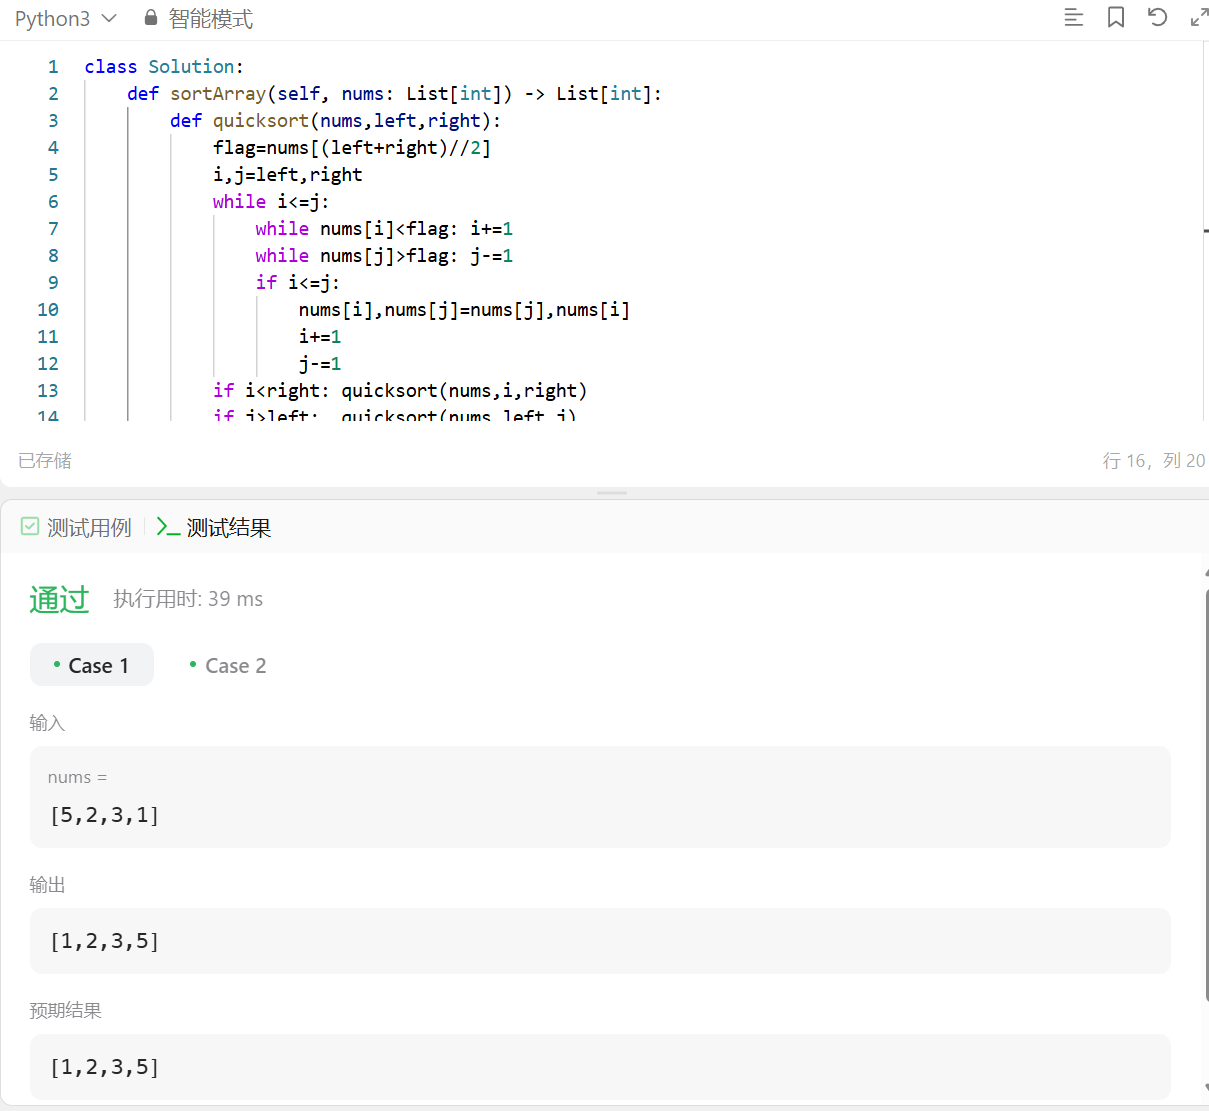 Python3 智能模式
1 class Solution:
2 def sortArray(self, nums: List[int]) -> List[int]:
3 def quicksort(nums,left,right):
4 flag=nums[(left+right)//2]
5 i,j=left,right
6 while i<=j:
7 while nums[i]<flag: i+=1
8 while nums[j]>flag: j-=1
9 if i<=j:
10 nums[i],nums[j]=nums[j],nums[i]
11 i+=1
12 j-=1
13 if i<right: quicksort(nums,i,right)
14 if j>left: quicksort(nums,left,j)
已存储 行 16，列 20
测试用例 测试结果
通过 执行用时: 39 ms
Case 1 Case 2
输入
nums =
[5,2,3,1]
输出
[1,2,3,5]
预期结果
[1,2,3,5]